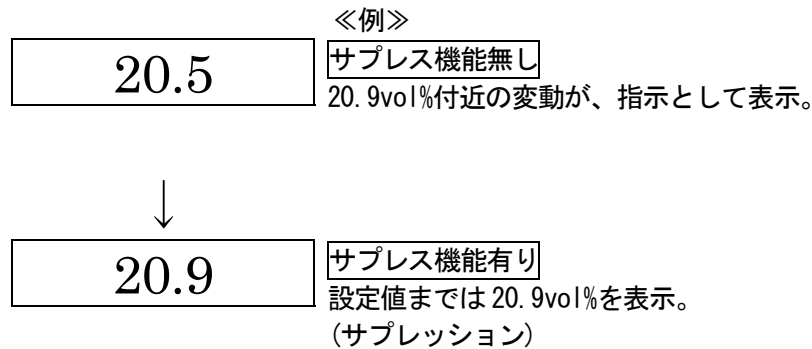 ≪例≫
20.5
サプレス機能無し
20.9vol%付近の変動が、指示として表示。
↓
20.9
サプレス機能有り
設定値までは 20.9vol%を表示。
(サプレッション)